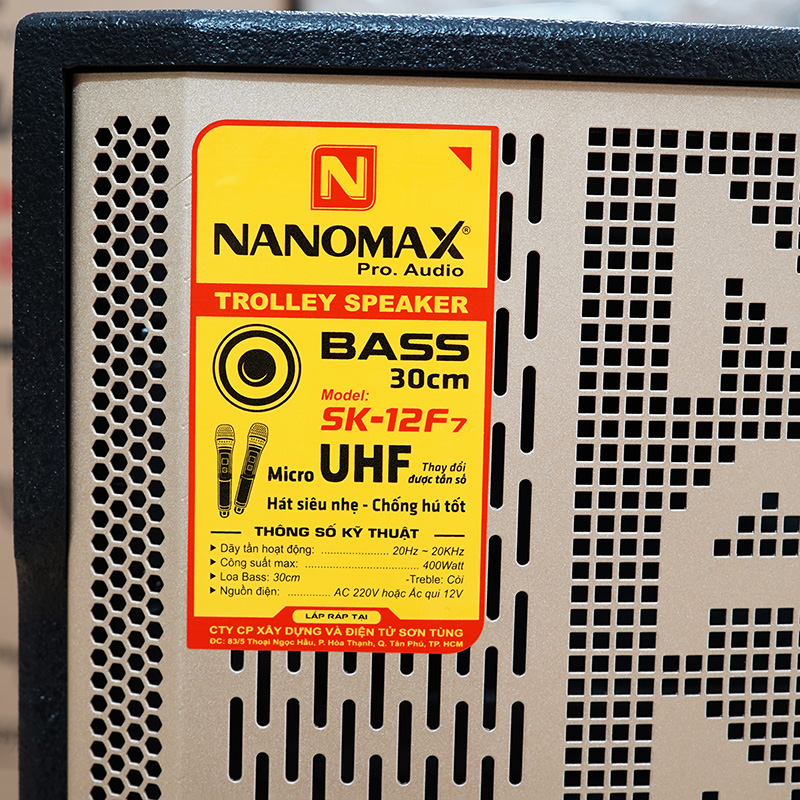 N
NANOMAX®
Pro. Audio
TROLLEY SPEAKER
BASS
30cm
Model:
SK-12F7
Micro UHF Thay đổi được tần số
Hát siêu nhẹ - Chống hú tốt
THÔNG SỐ KỸ THUẬT
▶ Dãy tần hoạt động: ........................ 20Hz ~ 20KHz
▶ Công suất max: ........................ 400Watt
▶ Loa Bass: 30cm -Treble: Còi
▶ Nguồn điện: .............. AC 220V hoặc Ắc qui 12V
LẮP RÁP TẠI
CTY CP XÂY DỰNG VÀ ĐIỆN TỬ SƠN TÙNG
ĐC: 83/5 Thoại Ngọc Hầu, P. Hòa Thạnh, Q. Tân Phú, TP. HCM